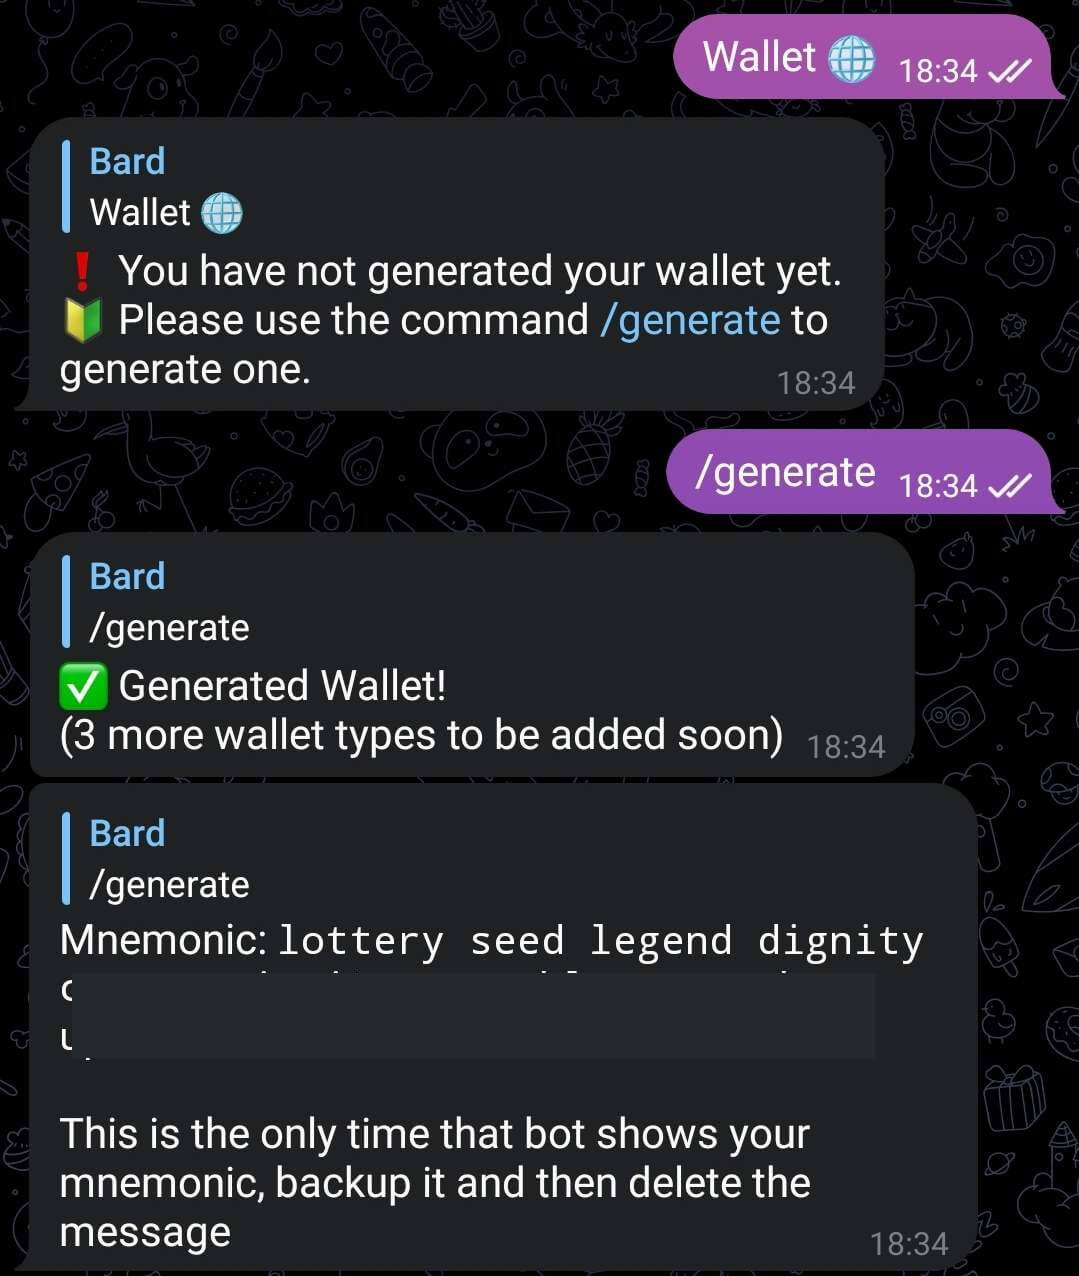 Wallet 🌐 18:34
Bard
Wallet 🌐
❗ You have not generated your wallet yet.
🔰 Please use the command /generate to
generate one. 18:34
/generate 18:34
Bard
/generate
✅ Generated Wallet!
(3 more wallet types to be added soon) 18:34
Bard
/generate
Mnemonic: lottery seed legend dignity
This is the only time that bot shows your
mnemonic, backup it and then delete the
message 18:34